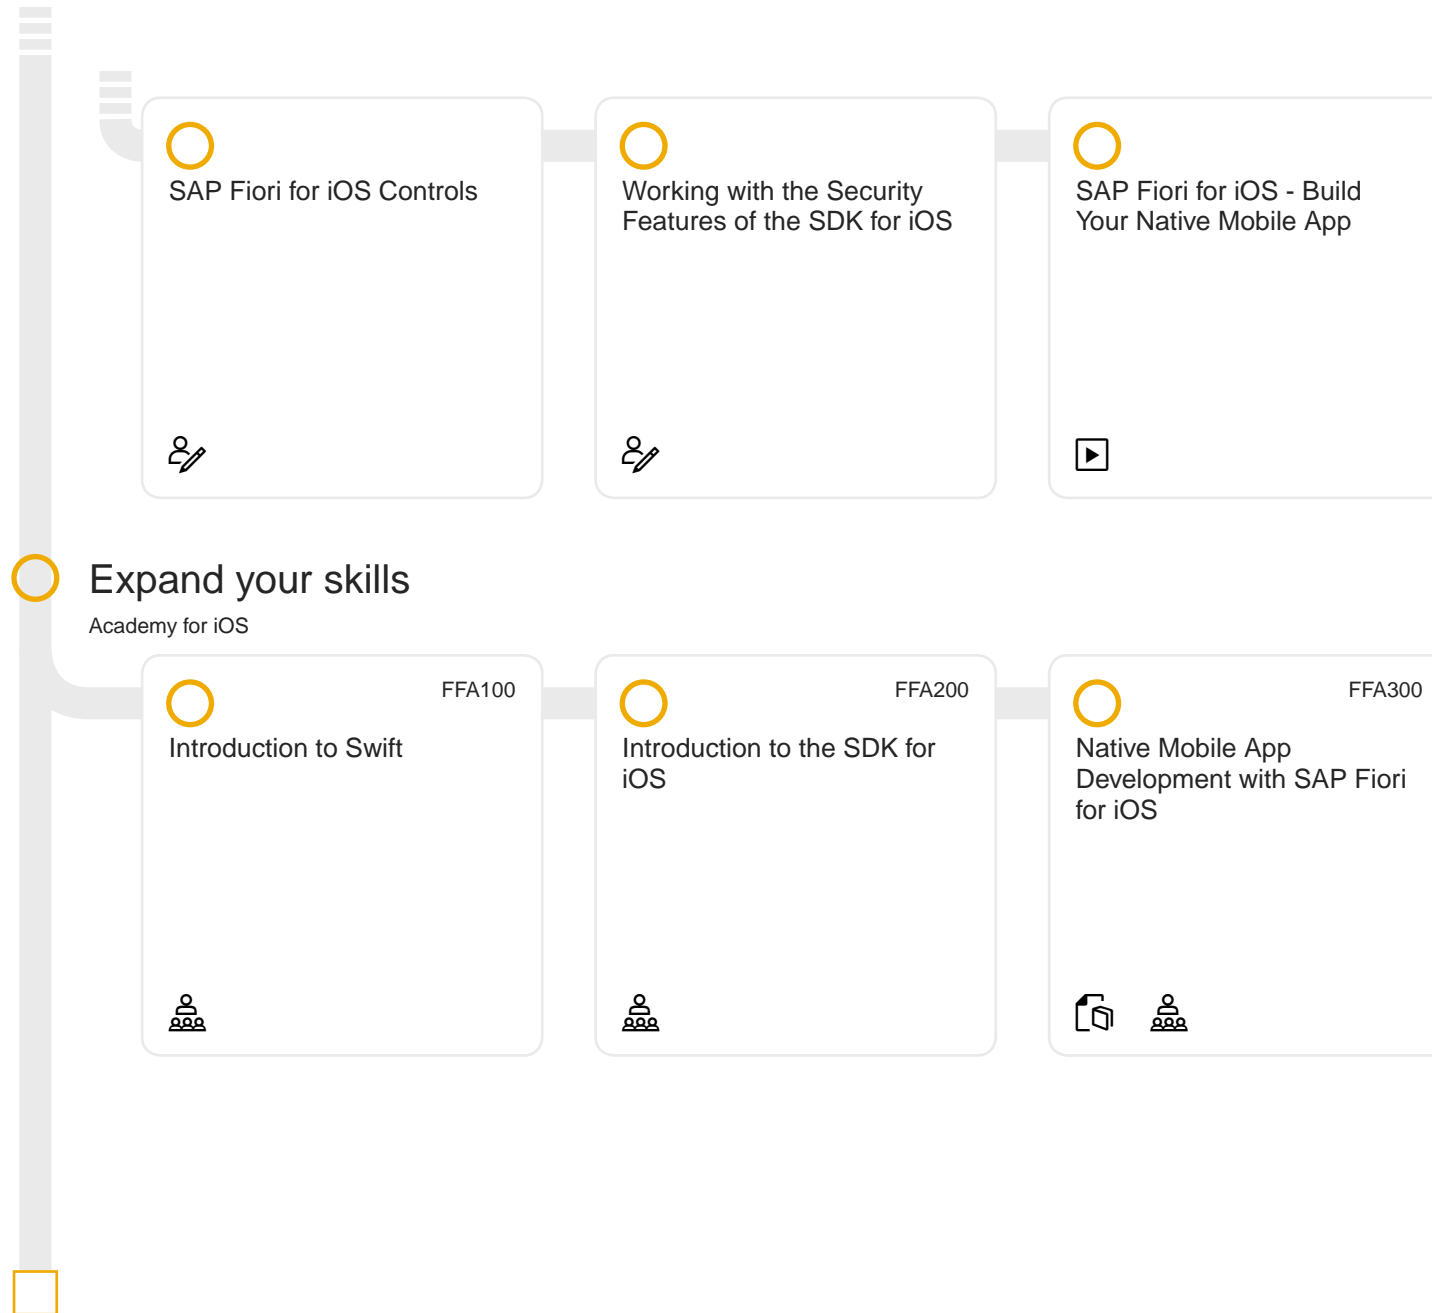 SAP Fiori for iOS Controls
Working with the Security
Features of the SDK for iOS
SAP Fiori for iOS - Build
Your Native Mobile App
Expand your skills
Academy for iOS
FFA100
Introduction to Swift
FFA200
Introduction to the SDK for
iOS
FFA300
Native Mobile App
Development with SAP Fiori
for iOS